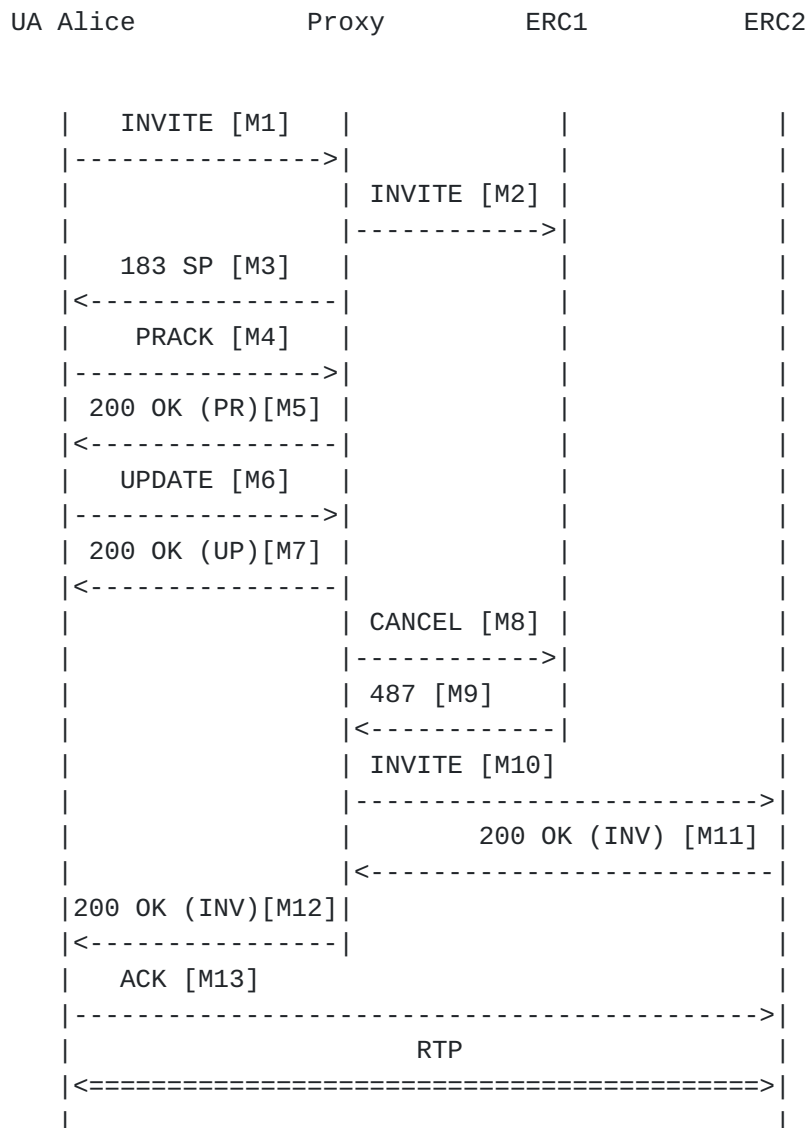 UA Alice Proxy ERC1 ERC2
INVITE [M1]
INVITE [M2]
183 SP [M3]
PRACK [M4]
200 OK (PR)[M5]
UPDATE [M6]
200 OK (UP)[M7]
CANCEL [M8]
487 [M9]
INVITE [M10]
200 OK (INV) [M11]
200 OK (INV)[M12]
ACK [M13]
RTP